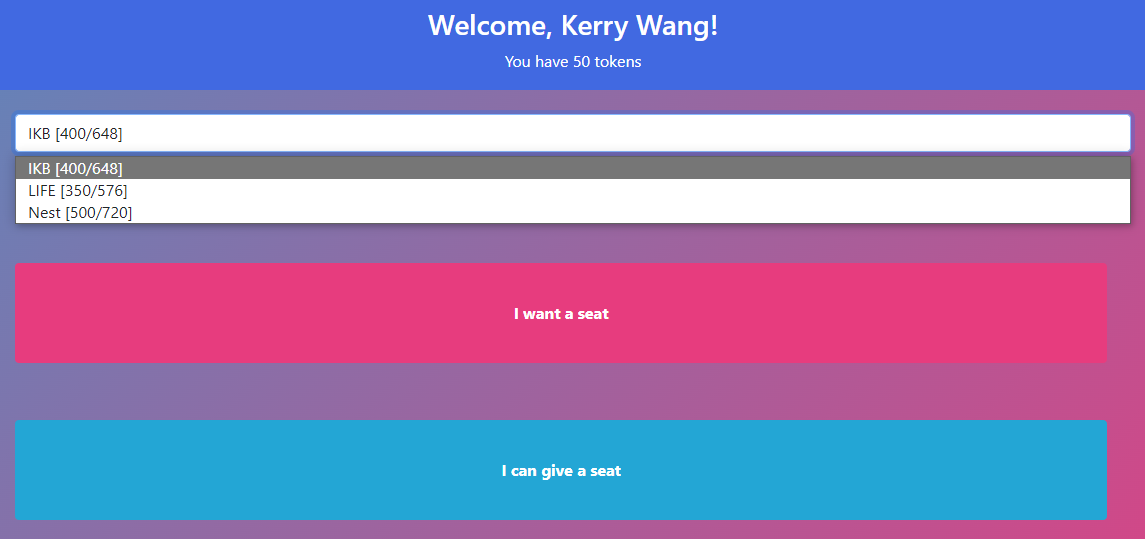 Welcome, Kerry Wang!
You have 50 tokens
IKB [400/648]
IKB [400/648]
LIFE [350/576]
Nest [500/720]
I want a seat
I can give a seat